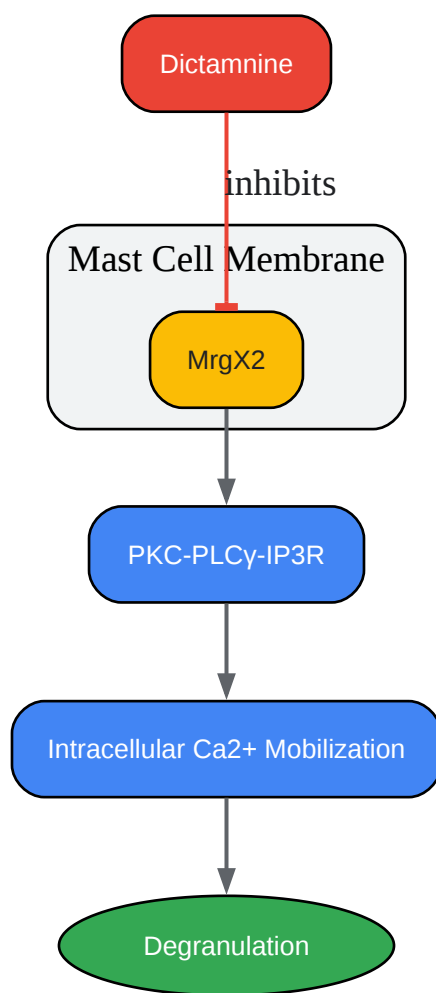 Dictamnine
inhibits
Mast Cell Membrane
MrgX2
PKC-PLCγ-IP3R
Intracellular Ca2+ Mobilization
Degranulation